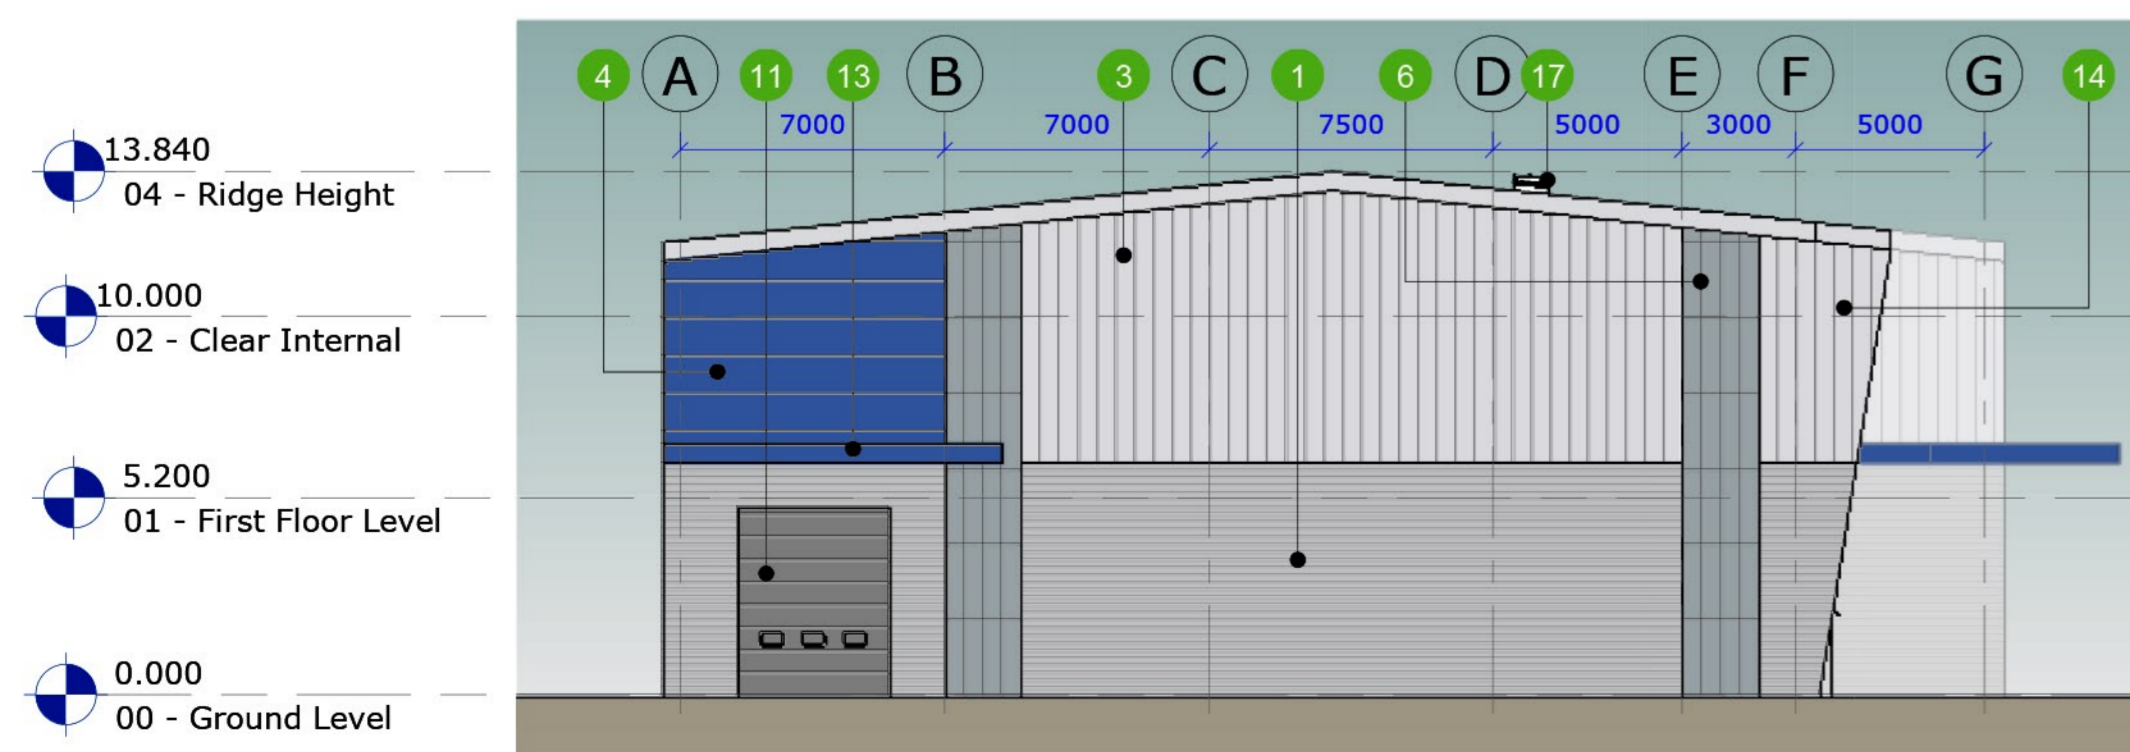 4 A 11 13 B 3 C 1 6 D 17 E F G 14
7000 7000 7500 5000 3000 5000
13.840
04 - Ridge Height
10.000
02 - Clear Internal
5.200
01 - First Floor Level
0.000
00 - Ground Level